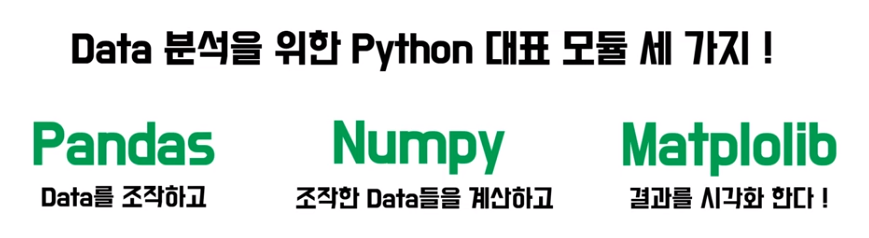 Data 분석을 위한 Python 대표 모듈 세 가지 !
Pandas
Data를 조작하고
Numpy
조작한 Data들을 계산하고
Matplolib
결과를 시각화 한다 !